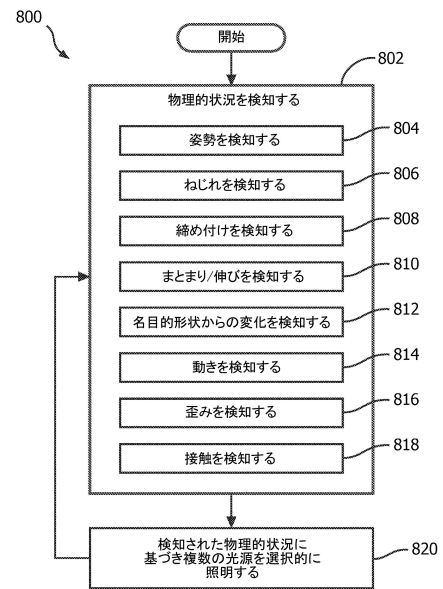 800
開始
802
物理的状況を検知する
姿勢を検知する
804
ねじれを検知する
806
締め付けを検知する
808
まとまり/伸びを検知する
810
名目的形状からの変化を検知する
812
動きを検知する
814
歪みを検知する
816
接触を検知する
818
検知された物理的状況に
基づき複数の光源を選択的に
照明する
820